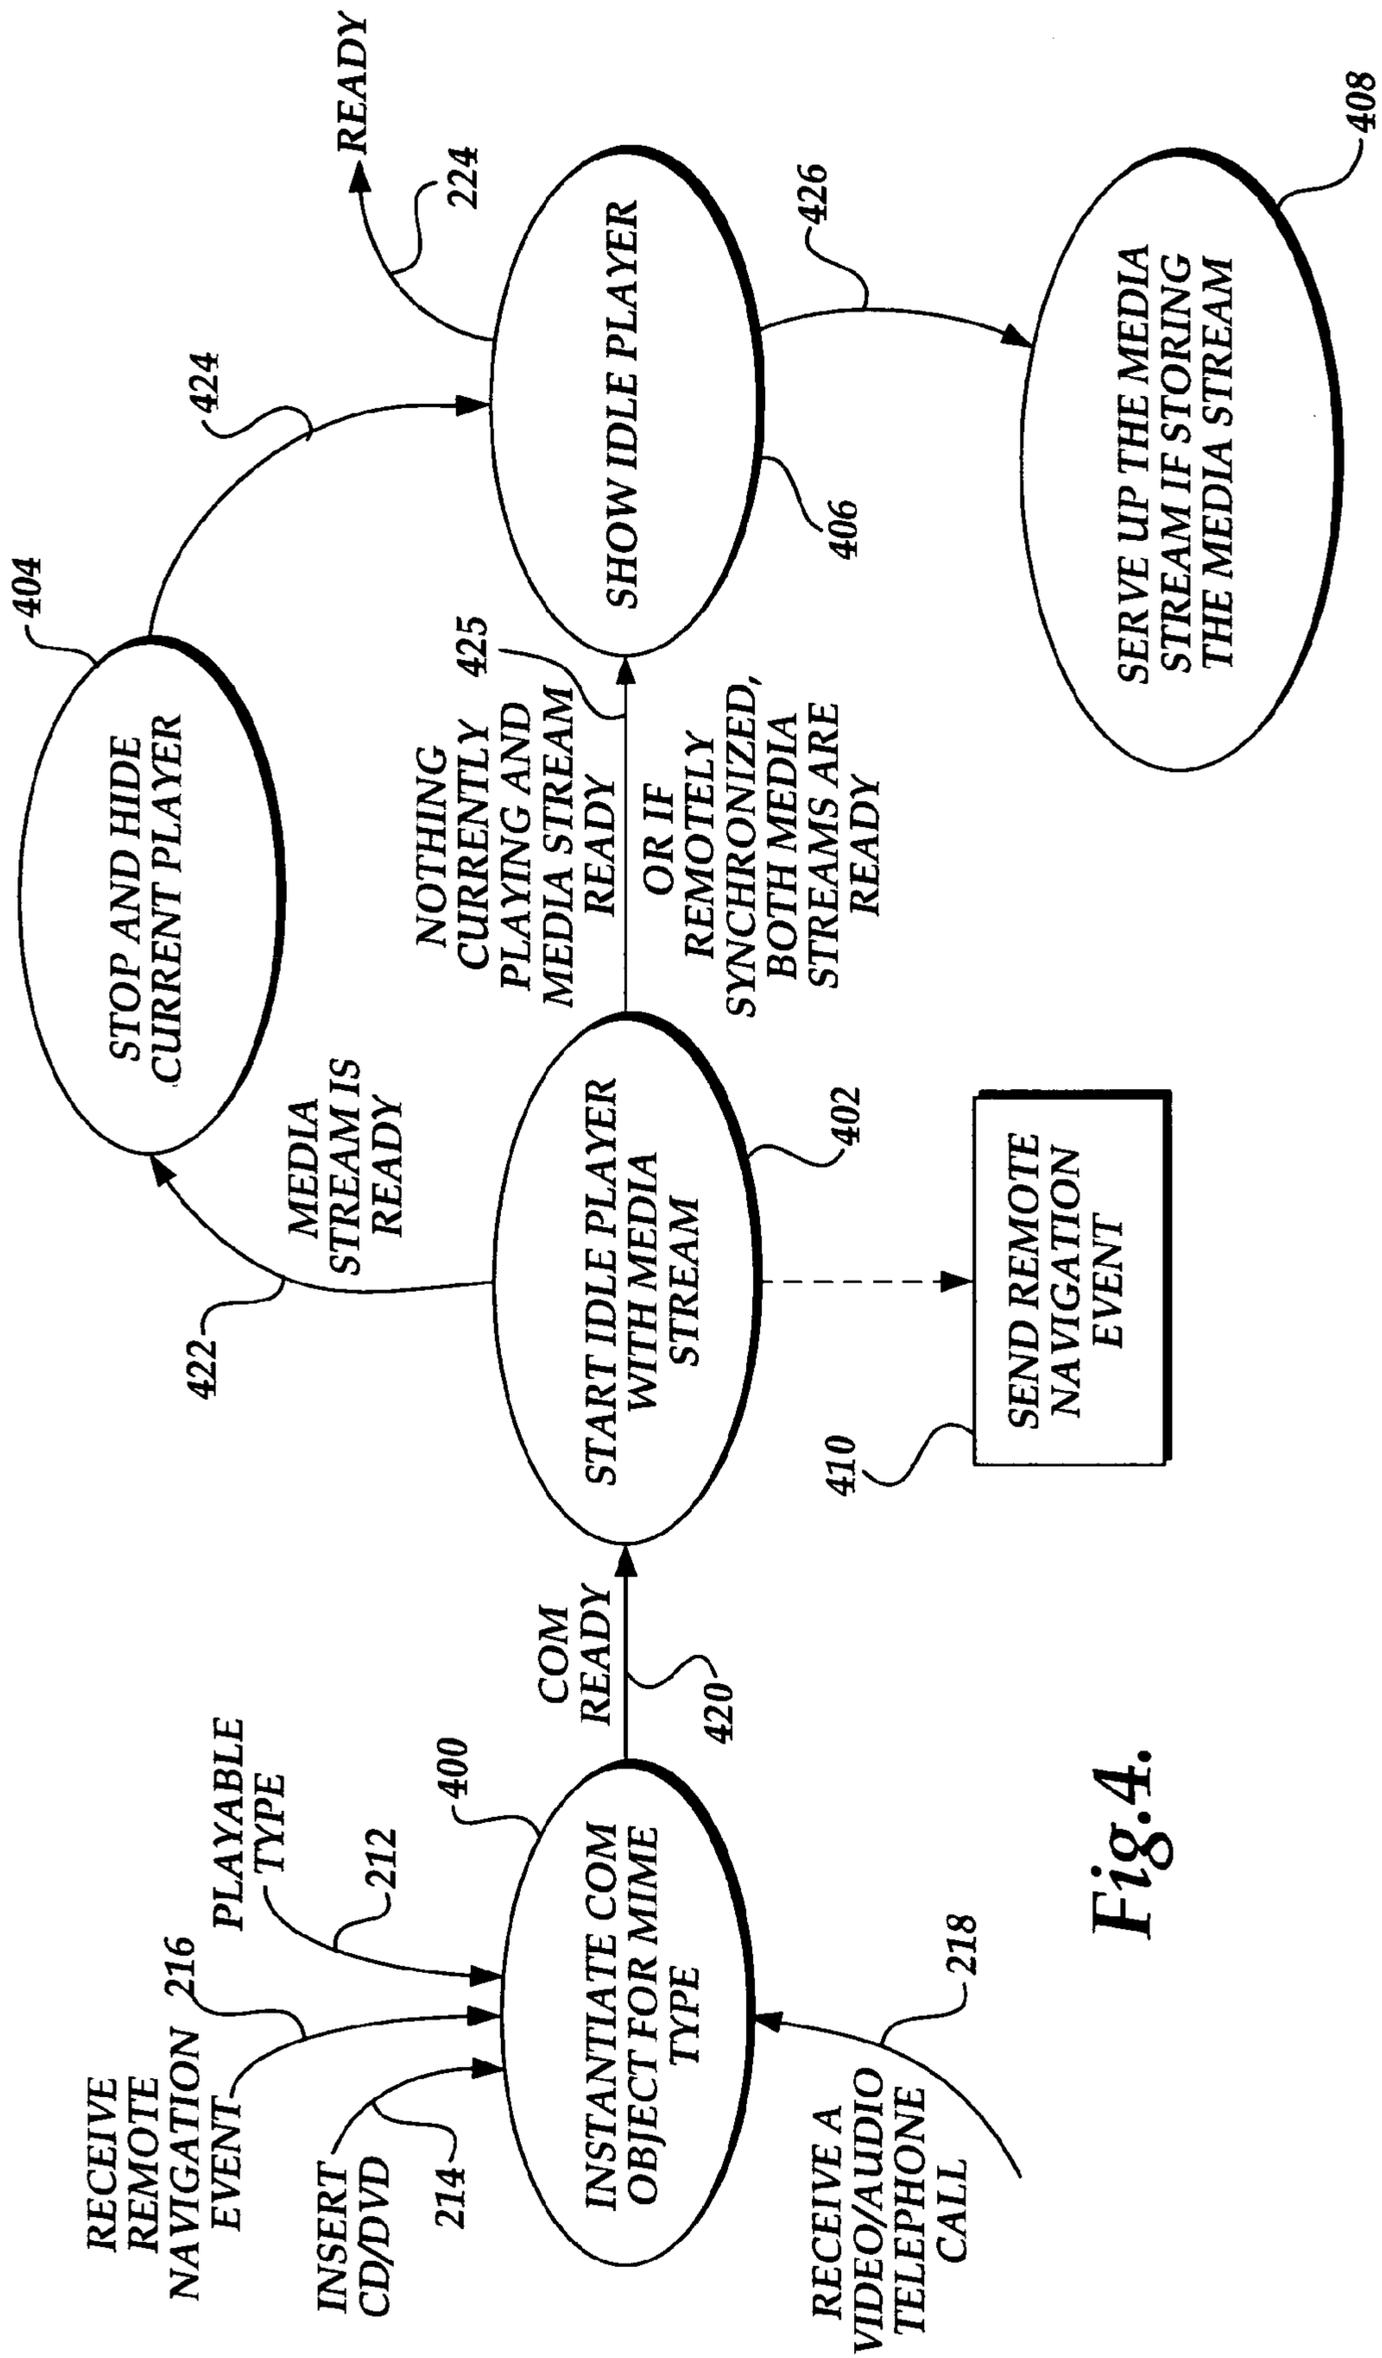 RECEIVE
REMOTE
NAVIGATION
EVENT
216
PLAYABLE
TYPE
212
INSERT
CD/DVD
214
400
INSTANTIATE COM
OBJECT FOR MIME
TYPE
RECEIVE A
VIDEO/AUDIO
TELEPHONE
CALL
218
COM
READY
420
START IDLE PLAYER
WITH MEDIA
STREAM
402
422
MEDIA
STREAM IS
READY
404
STOP AND HIDE
CURRENT PLAYER
424
410
SEND REMOTE
NAVIGATION
EVENT
NOTHING
CURRENTLY
PLAYING AND
MEDIA STREAM
READY
425
OR IF
REMOTELY
SYNCHRONIZED,
BOTH MEDIA
STREAMS ARE
READY
SHOW IDLE PLAYER
406
READY
224
426
SERVE UP THE MEDIA
STREAM IF STORING
THE MEDIA STREAM
408
Fig.4.